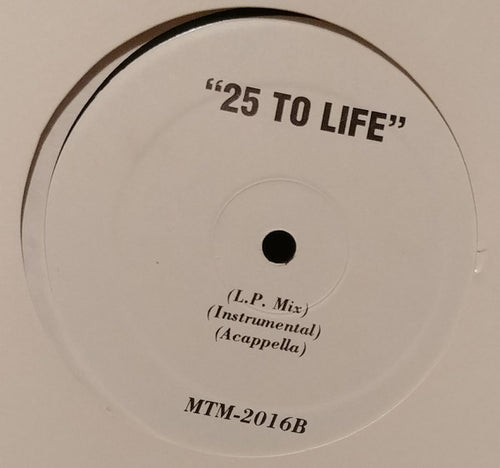 “25 TO LIFE”
(L.P. Mix)
(Instrumental)
(Acappella)
MTM-2016B